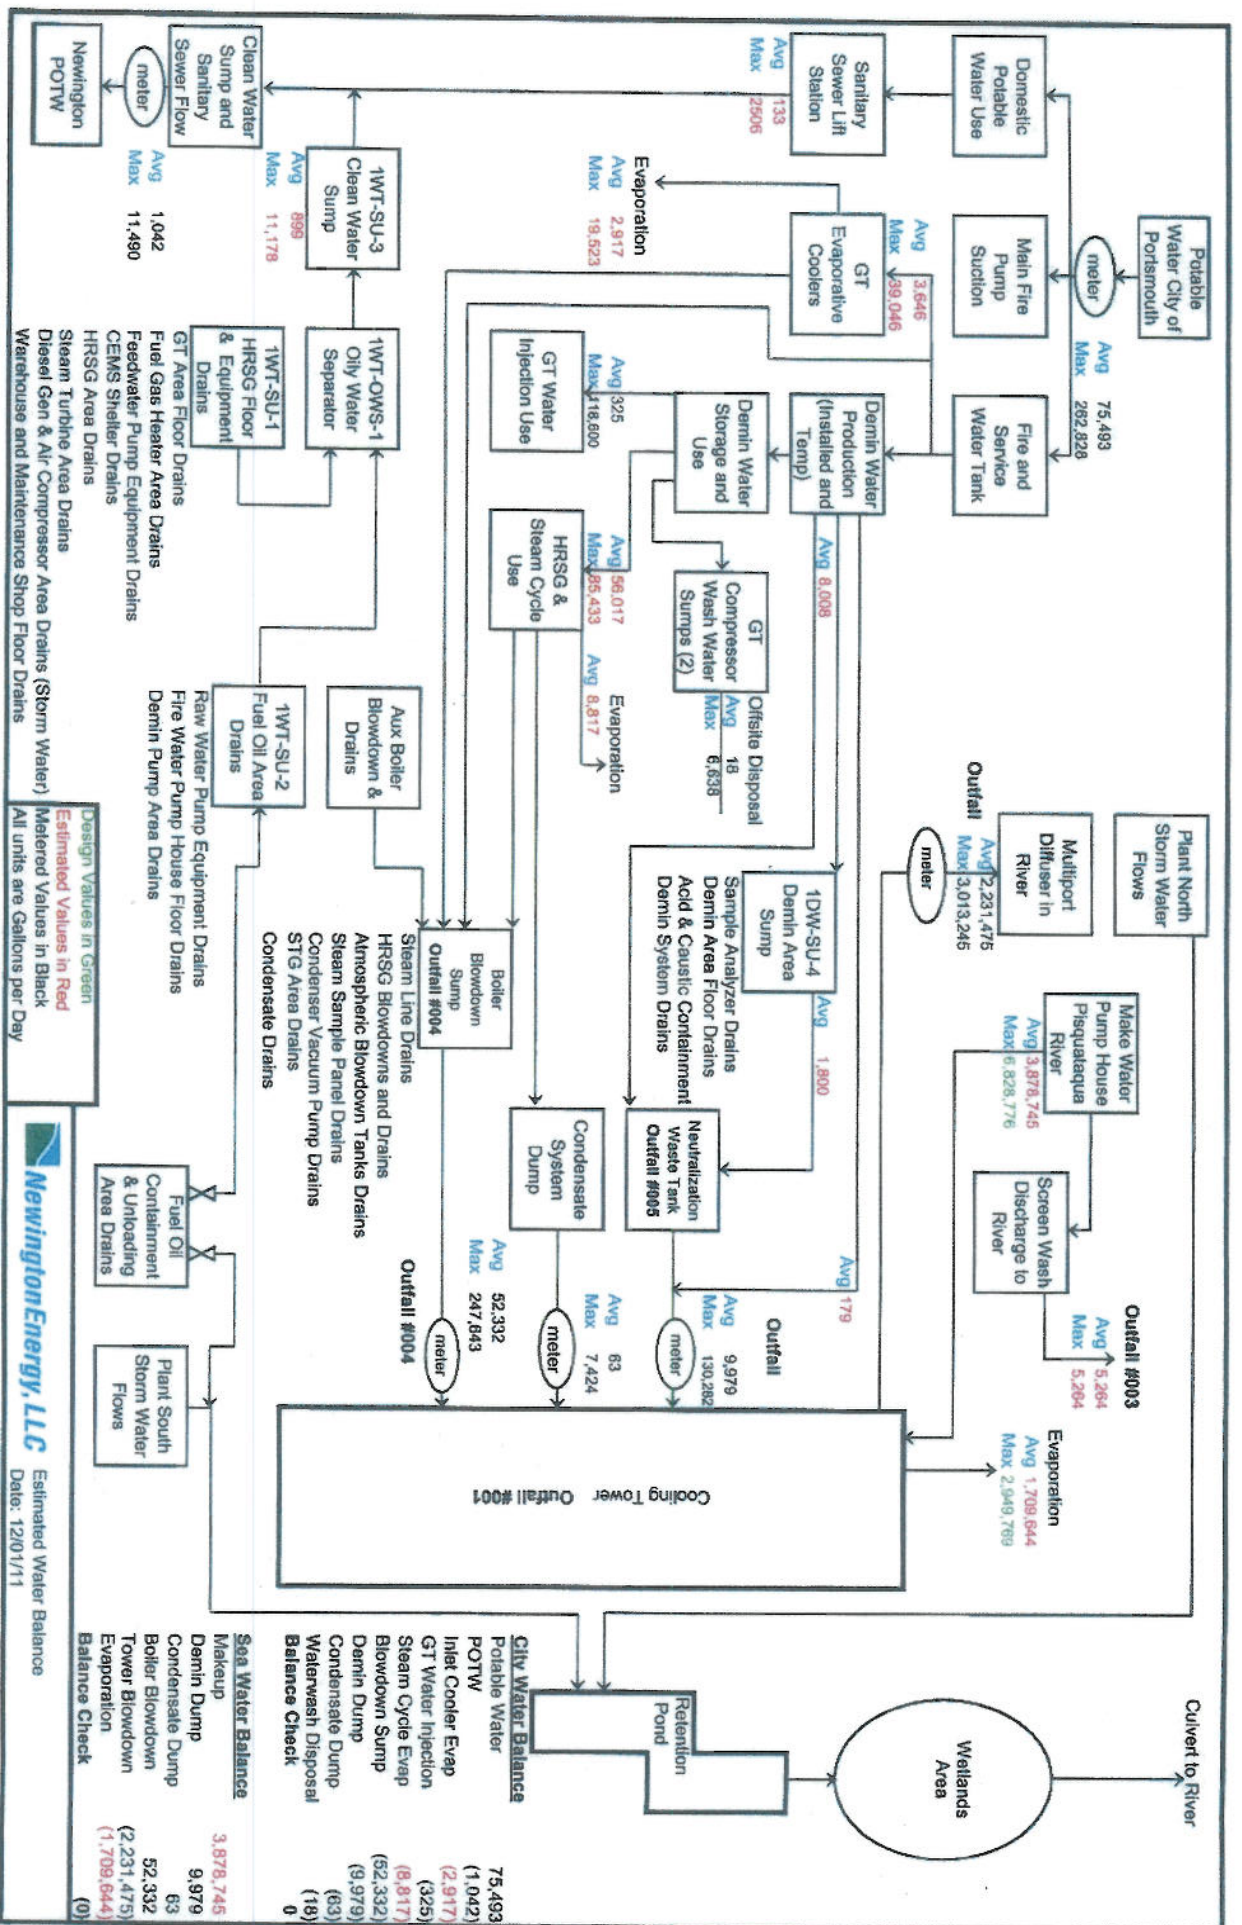 Potable
Water City of
Portsmouth
meter
Avg 75,493
Max 262,828
Domestic
Potable
Water Use
Main Fire
Pump
Suction
Fire and
Service
Water Tank
Sanitary
Sewer Lift
Station
Avg 133
Max 2506
Avg 3,646
Max 39,046
GT
Evaporative
Coolers
Evaporation
Avg 2,917
Max 19,523
Demin Water
Production
(Installed and
Temp)
Avg 8,008
Demin Water
Storage and
Use
Avg 325
Max 118,600
GT Water
Injection Use
GT
Compressor
Wash Water
Sumps (2)
Offsite Disposal
Avg 18
Max 6,638
Avg 56,017
Max 85,433
HRSG &
Steam Cycle
Use
Evaporation
Avg 8,817
Clean Water
Sump and
Sanitary
Sewer Flow
meter
Newington
POTW
Avg 1,042
Max 11,490
1WT-SU-3
Clean Water
Sump
Avg 899
Max 11,178
1WT-OWS-1
Oily Water
Separator
1WT-SU-1
HRSG Floor
& Equipment
Drains
GT Area Floor Drains
Fuel Gas Heater Area Drains
Feedwater Pump Equipment Drains
CEMS Shelter Drains
HRSG Area Drains
Steam Turbine Area Drains
Diesel Gen & Air Compressor Area Drains (Storm Water)
Warehouse and Maintenance Shop Floor Drains
Aux Boiler
Blowdown &
Drains
1WT-SU-2
Fuel Oil Area
Drains
Raw Water Pump Equipment Drains
Fire Water Pump House Floor Drains
Demin Pump Area Drains
Plant North
Storm Water
Flows
Multiport
Diffuser in
River
Outfall
Avg 2,231,475
Max 3,013,245
meter
Make Water
Pump House
Pisquataqua
River
Avg 3,878,745
Max 6,828,776
Screen Wash
Discharge to
River
Outfall #003
Avg 5,264
Max 5,264
1DW-SU-4
Demin Area
Sump
Avg 1,800
Sample Analyzer Drains
Demin Area Floor Drains
Acid & Caustic Containment
Demin System Drains
Neutralization
Waste Tank
Outfall #005
Avg 179
Outfall
Avg 9,979
Max 130,282
meter
Condensate
System
Dump
Avg 63
Max 7,424
meter
Boiler
Blowdown
Sump
Outfall #004
Steam Line Drains
HRSG Blowdowns and Drains
Atmospheric Blowdown Tanks Drains
Steam Sample Panel Drains
Condenser Vacuum Pump Drains
STG Area Drains
Condensate Drains
Avg 52,332
Max 247,643
Outfall #004
meter
Cooling Tower Outfall #001
Evaporation
Avg 1,709,644
Max 2,949,769
Fuel Oil
Containment
& Unloading
Area Drains
Plant South
Storm Water
Flows
Retention
Pond
Wetlands
Area
Culvert to River
City Water Balance
Potable Water 75,493
POTW (1,042)
Inlet Cooler Evap (2,917)
GT Water Injection (325)
Steam Cycle Evap (8,817)
Blowdown Sump (52,332)
Demin Dump (9,979)
Condensate Dump (63)
Waterwash Disposal (18)
Balance Check 0
Sea Water Balance
Makeup 3,878,745
Demin Dump 9,979
Condensate Dump 63
Boiler Blowdown 52,332
Tower Blowdown (2,231,475)
Evaporation (1,709,644)
Balance Check (0)
Design Values in Green
Estimated Values in Red
Metered Values in Black
All units are Gallons per Day
Newington Energy, LLC
Estimated Water Balance
Date: 12/01/11